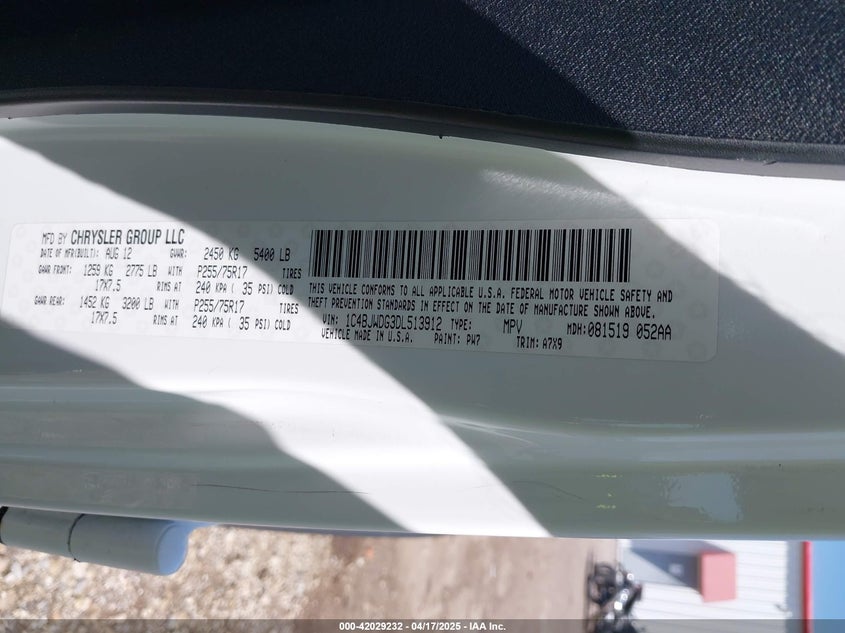 MFD BY CHRYSLER GROUP LLC
DATE OF MFR(BUILT): AUG 12 GVWR: 2450 KG 5400 LB
GAWR FRONT: 1259 KG 2775 LB WITH P255/75R17 TIRES
17X7.5 RIMS AT 240 KPA ( 35 PSI) COLD
GAWR REAR: 1452 KG 3200 LB WITH P255/75R17 TIRES
17X7.5 RIMS AT 240 KPA ( 35 PSI) COLD
THIS VEHICLE CONFORMS TO ALL APPLICABLE U.S.A. FEDERAL MOTOR VEHICLE SAFETY AND
THEFT PREVENTION STANDARDS IN EFFECT ON THE DATE OF MANUFACTURE SHOWN ABOVE.
VIN: 1C4BJWDG3DL513912 TYPE: MPV MDH: 081519 052AA
VEHICLE MADE IN U.S.A. PAINT: PW7 TRIM: A7X9
000-42029232 - 04/17/2025 - IAA Inc.